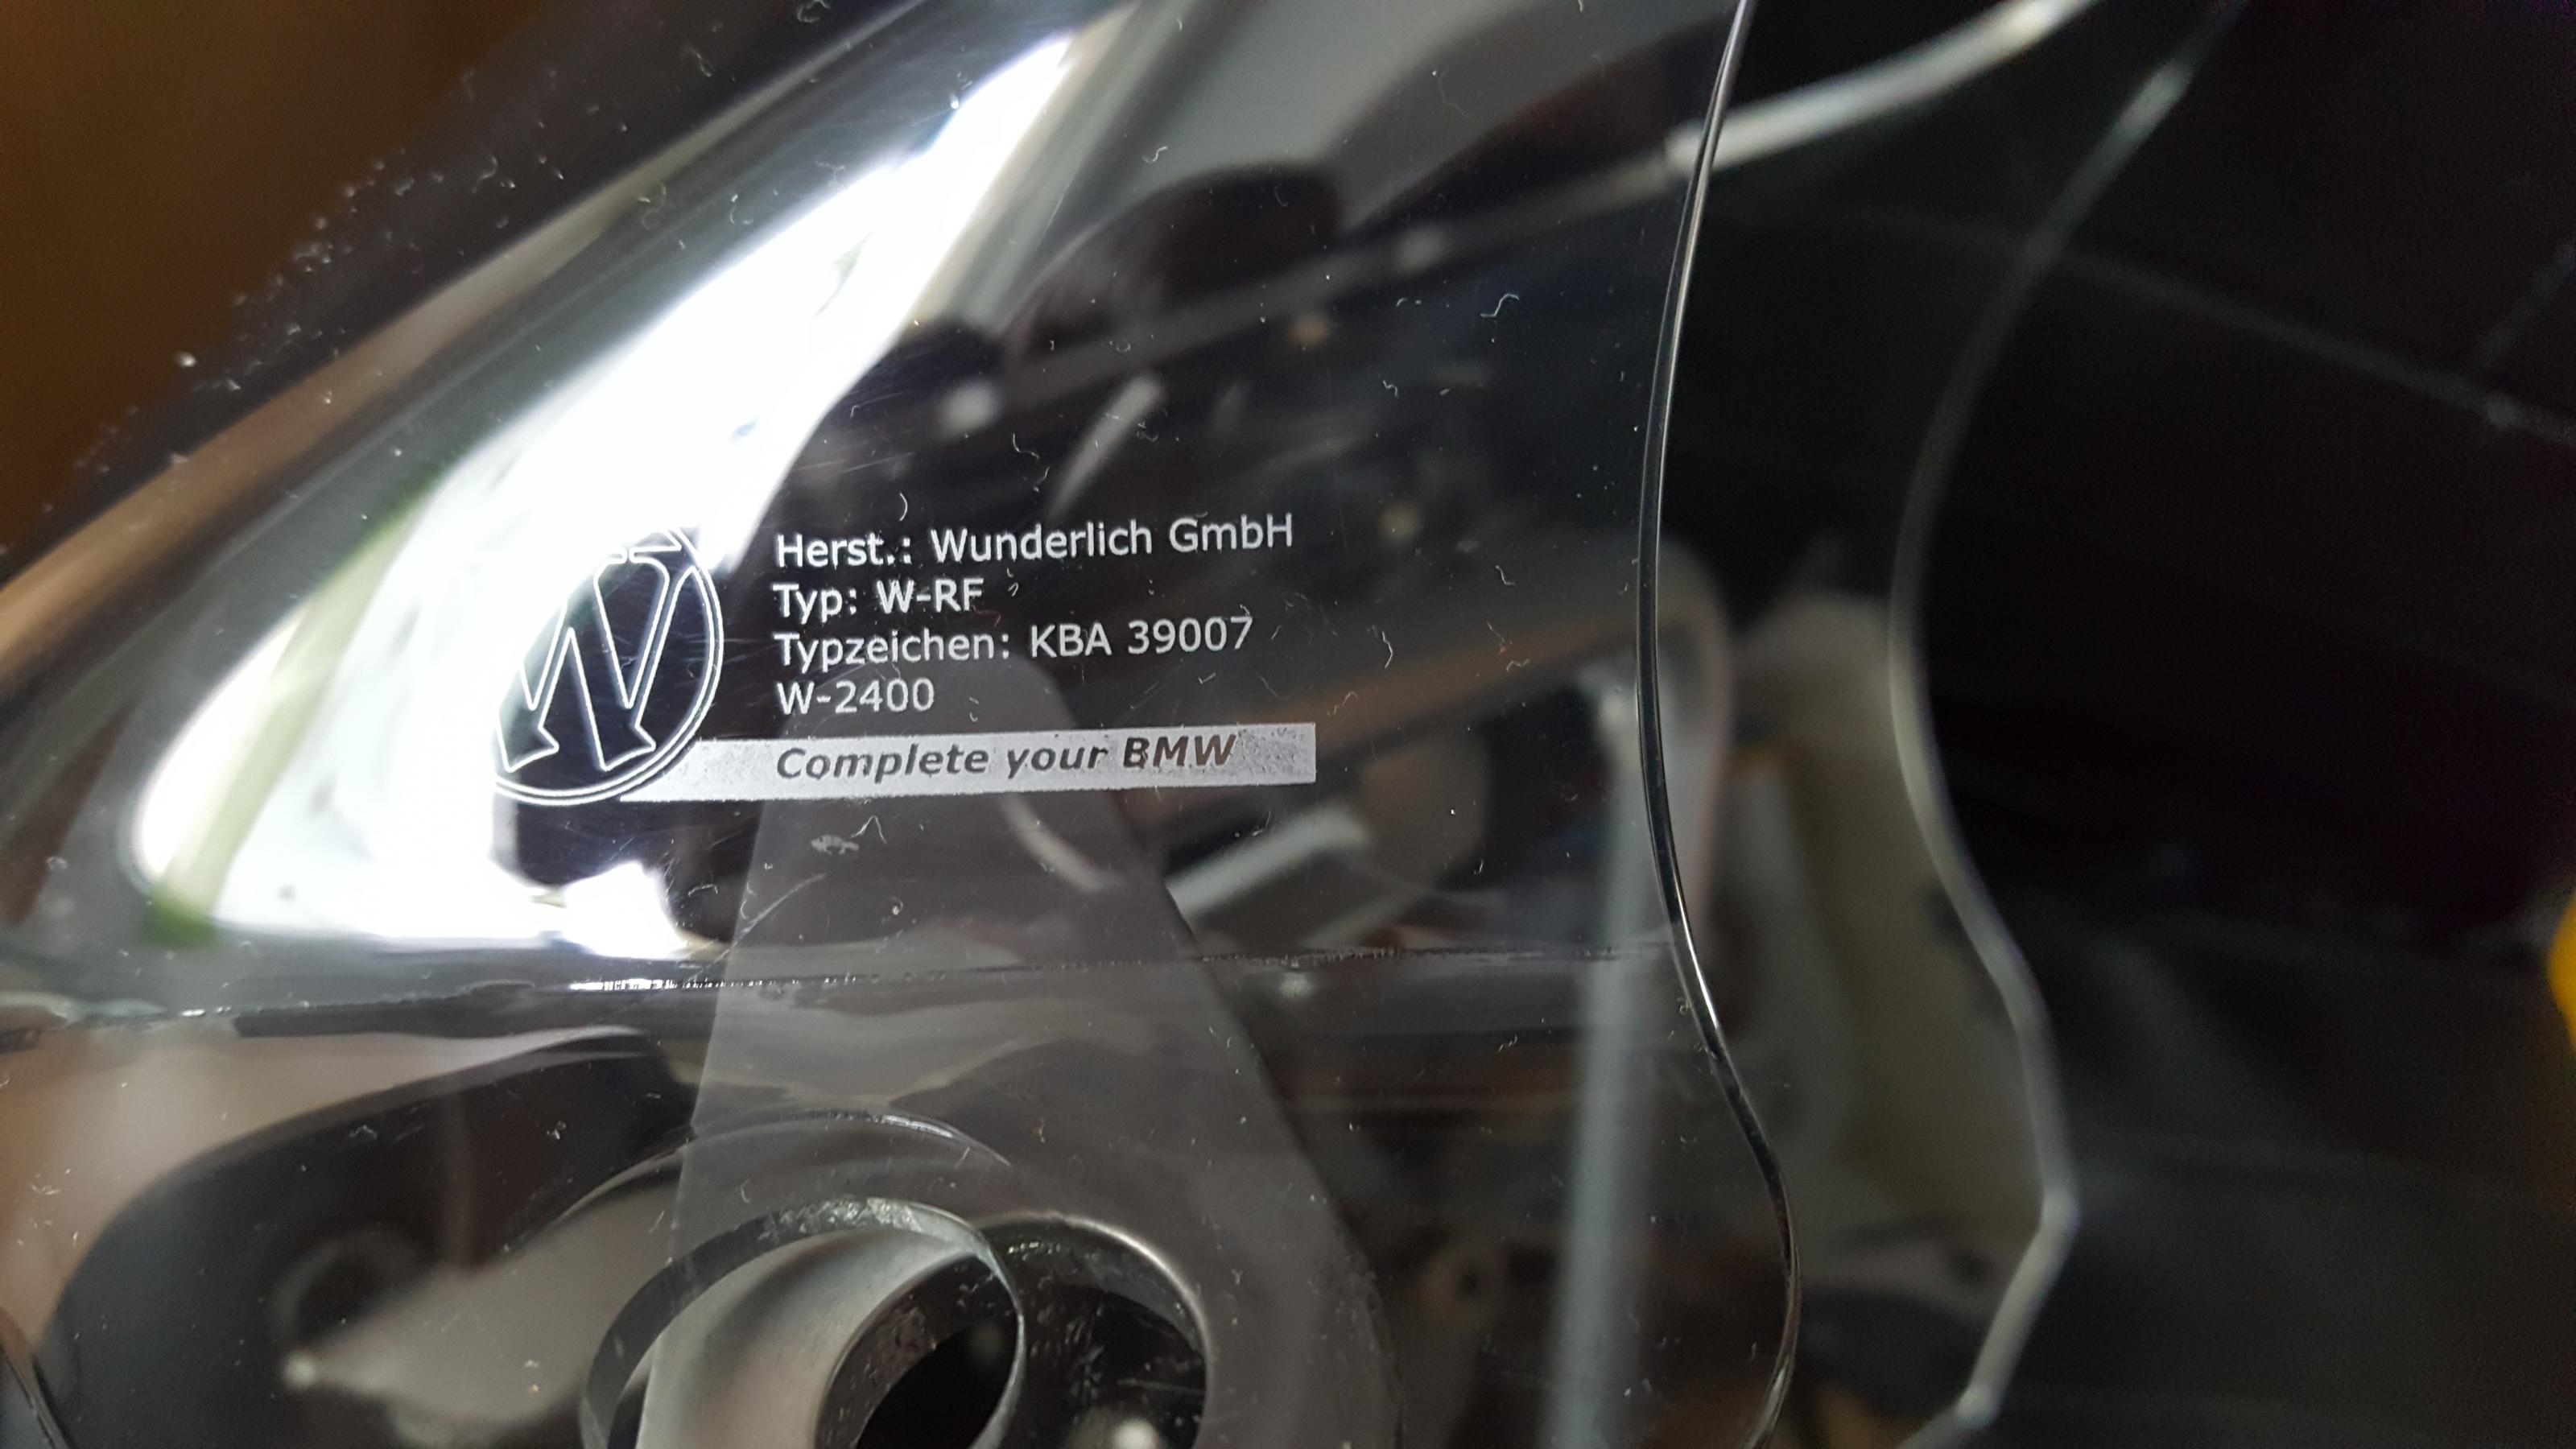 W
Herst.: Wunderlich GmbH
Typ: W-RF
Typzeichen: KBA 39007
W-2400
Complete your BMW